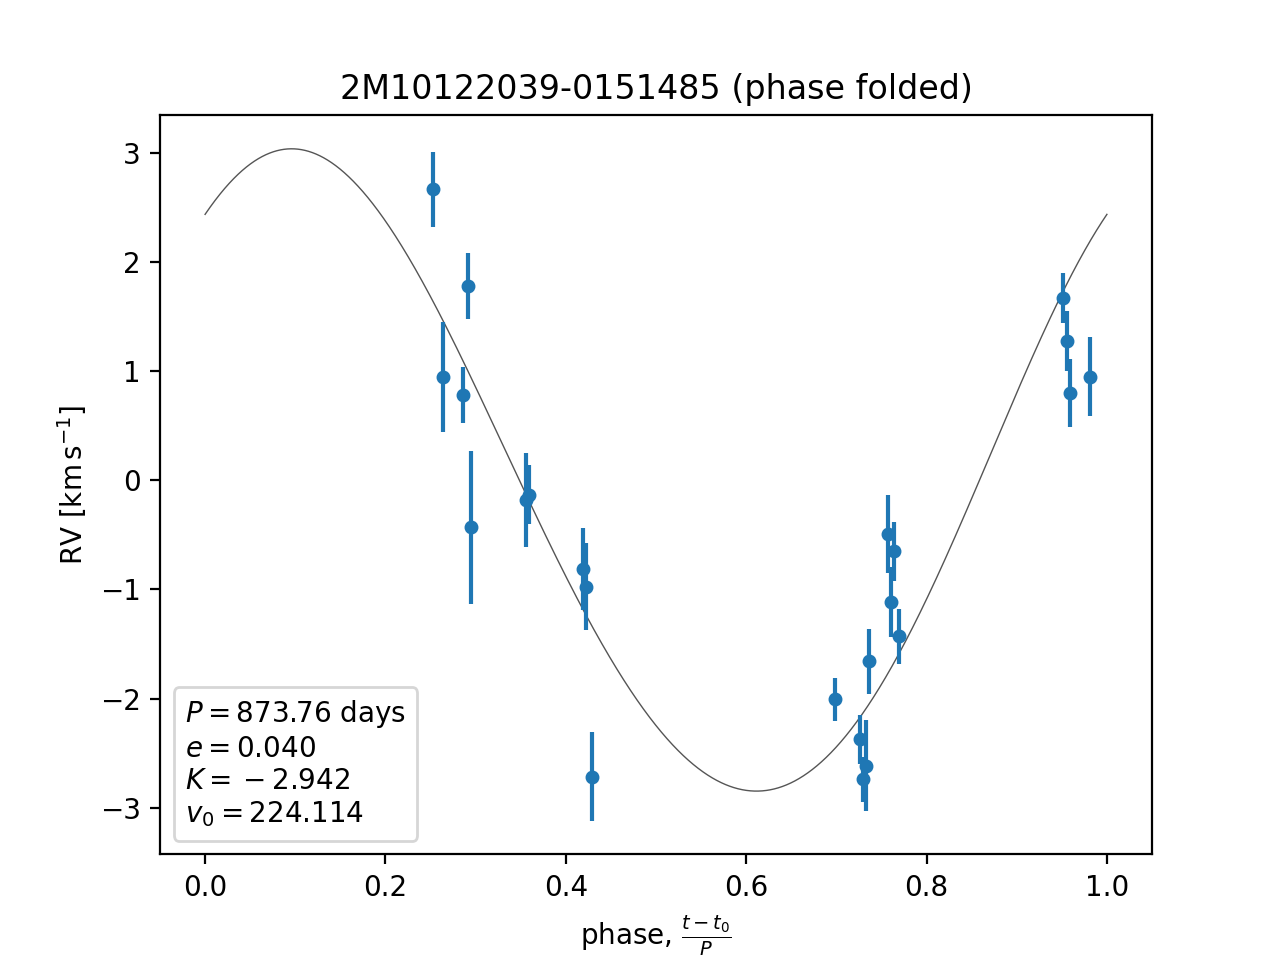 2M10122039-0151485 (phase folded)
RV [km s⁻¹]
3
2
1
0
−1
−2
−3
P = 873.76 days
e = 0.040
K = − 2.942
v₀ = 224.114
0.0 0.2 0.4 0.6 0.8 1.0
phase, (t − t₀)/P